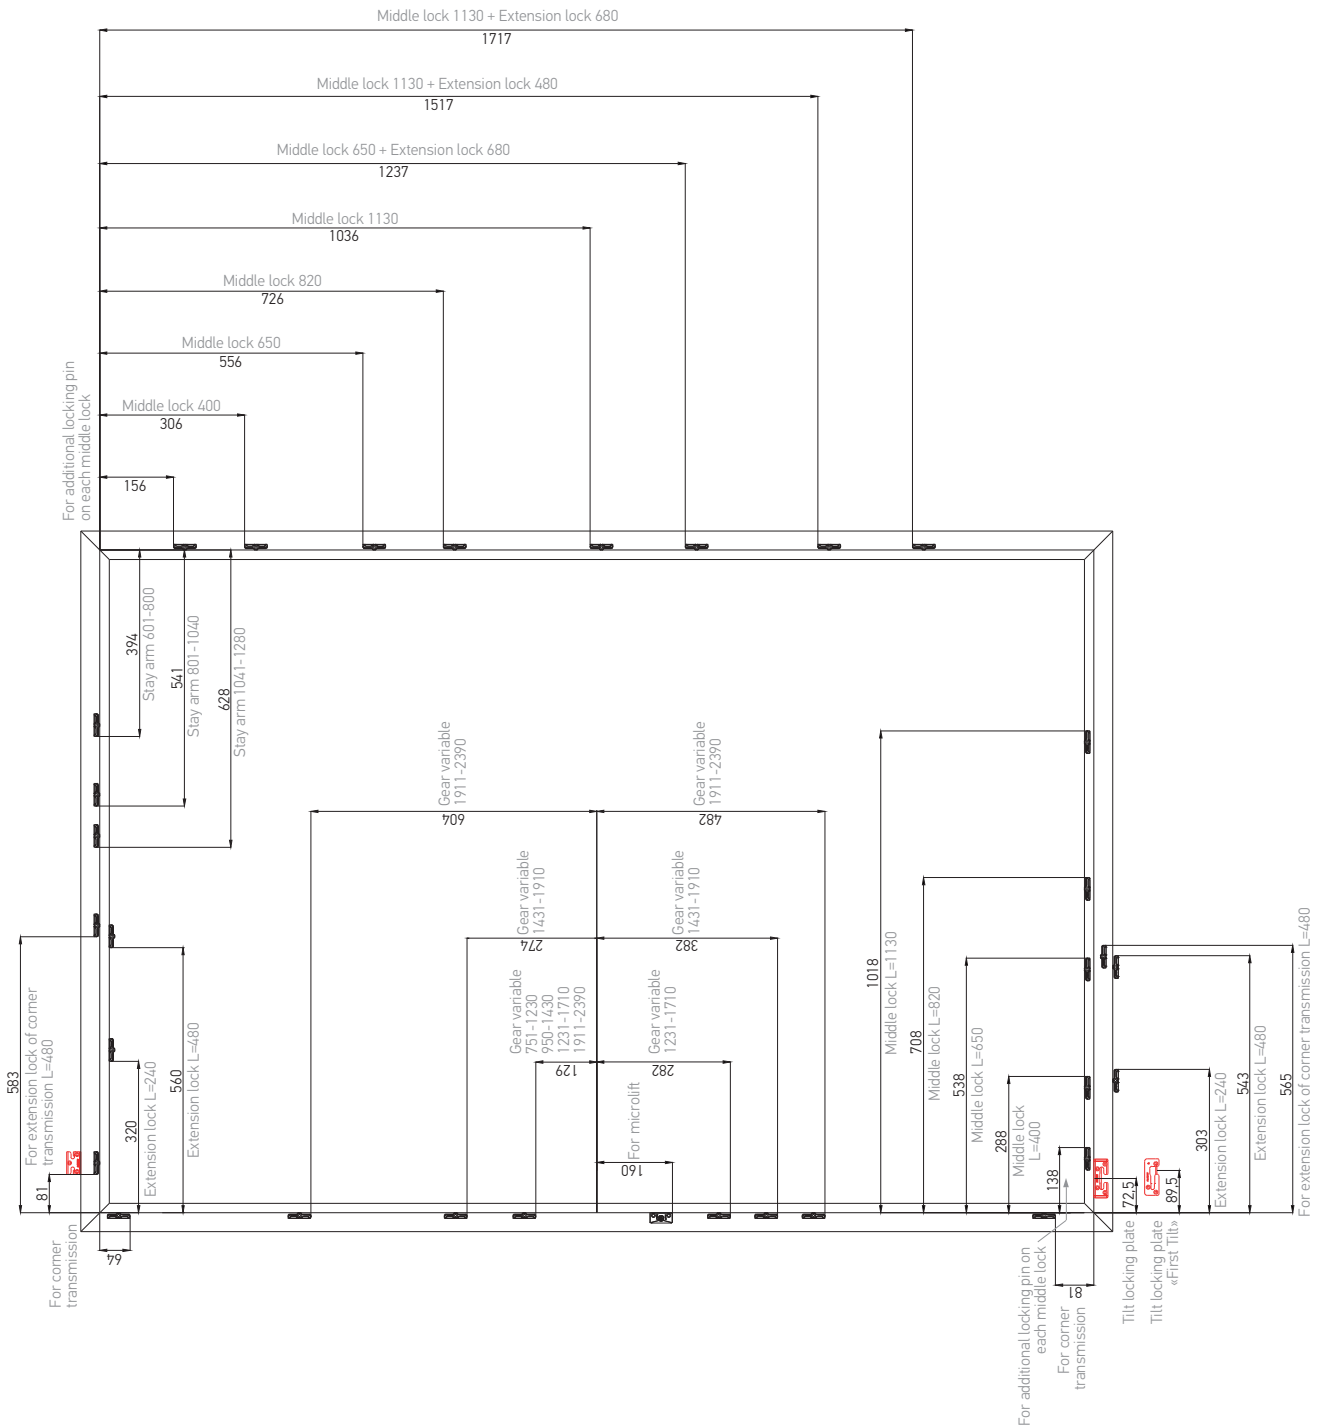 Middle lock 1130 + Extension lock 680
1717
Middle lock 1130 + Extension lock 480
1517
Middle lock 650 + Extension lock 680
1237
Middle lock 1130
1036
Middle lock 820
726
Middle lock 650
556
Middle lock 400
306
For additional locking pin
on each middle lock
156
394
Stay arm 601-800
541
Stay arm 801-1040
628
Stay arm 1041-1280
Gear variable
1911-2390
604
Gear variable
1911-2390
482
Gear variable
1431-1910
274
Gear variable
1431-1910
382
Gear variable
751-1230
950-1430
1231-1710
1911-2390
129
Gear variable
1231-1710
282
For microlift
160
583
For extension lock of corner
transmission L=480
320
Extension lock L=240
560
Extension lock L=480
81
For corner
transmission
64
1018
Middle lock L=1130
708
Middle lock L=820
538
Middle lock L=650
288
Middle lock
L=400
138
For additional locking pin on
each middle lock
81
For corner
transmission
72,5
Tilt locking plate
89,5
Tilt locking plate
«First Tilt»
303
Extension lock L=240
543
Extension lock L=480
565
For extension lock of corner transmission L=480